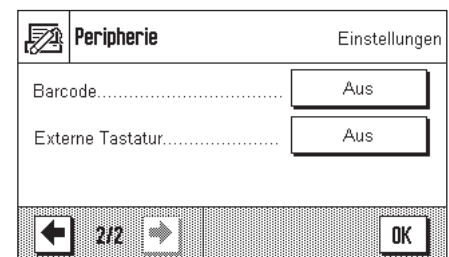 Peripherie Einstellungen
Barcode.................................. Aus
Externe Tastatur...................... Aus
2/2 OK